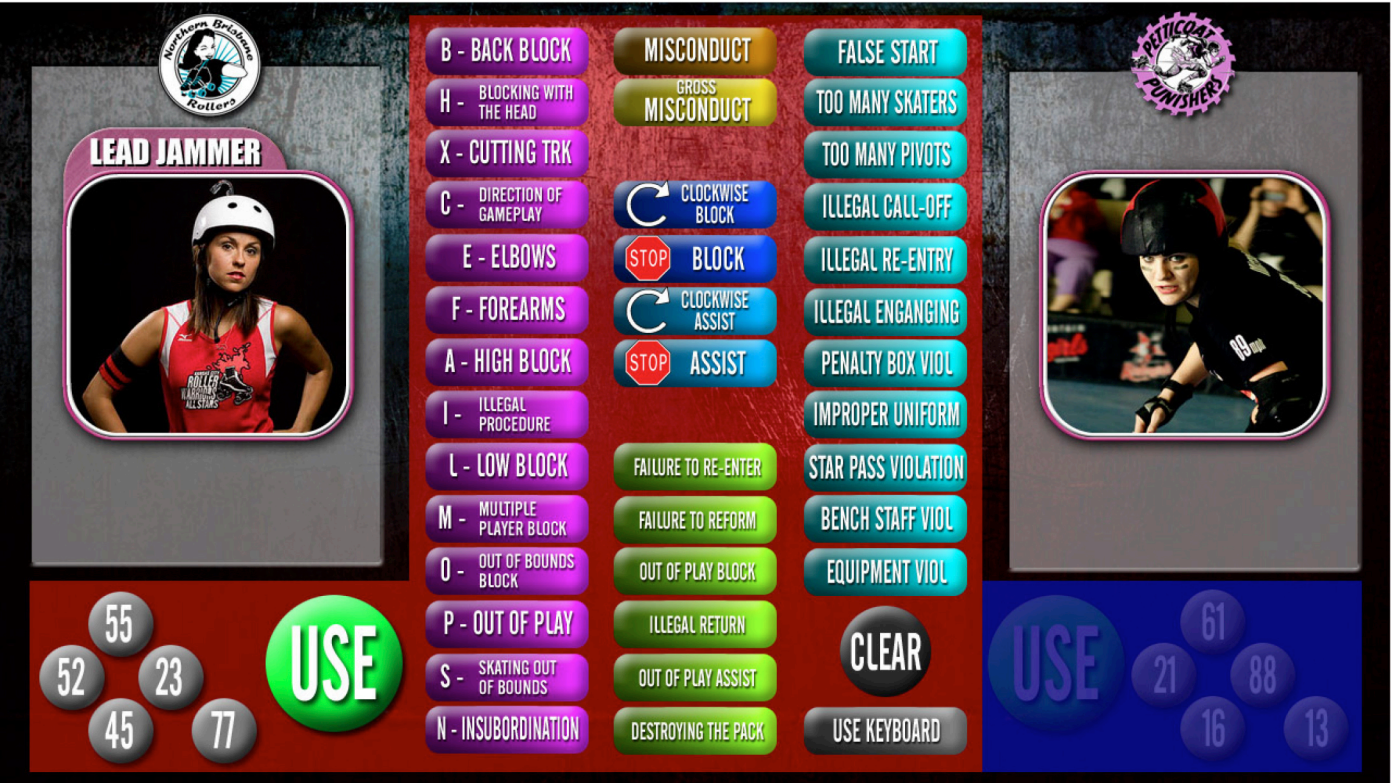 Northern Brisbane
Rollers
LEAD JAMMER
ROLLER
WARRIORS
ALL STARS
55
52
23
45
77
USE
B - BACK BLOCK
H - BLOCKING WITH
THE HEAD
X - CUTTING TRK
C - DIRECTION OF
GAMEPLAY
E - ELBOWS
F - FOREARMS
A - HIGH BLOCK
I - ILLEGAL
PROCEDURE
L - LOW BLOCK
M - MULTIPLE
PLAYER BLOCK
O - OUT OF BOUNDS
BLOCK
P - OUT OF PLAY
S - SKATING OUT
OF BOUNDS
N - INSUBORDINATION
MISCONDUCT
GROSS
MISCONDUCT
CLOCKWISE
BLOCK
STOP BLOCK
CLOCKWISE
ASSIST
STOP ASSIST
FAILURE TO RE-ENTER
FAILURE TO REFORM
OUT OF PLAY BLOCK
ILLEGAL RETURN
OUT OF PLAY ASSIST
DESTROYING THE PACK
FALSE START
TOO MANY SKATERS
TOO MANY PIVOTS
ILLEGAL CALL-OFF
ILLEGAL RE-ENTRY
ILLEGAL ENGANGING
PENALTY BOX VIOL
IMPROPER UNIFORM
STAR PASS VIOLATION
BENCH STAFF VIOL
EQUIPMENT VIOL
CLEAR
USE KEYBOARD
PETTICOAT
PUNISHERS
89mph
USE
61
21
88
16
13